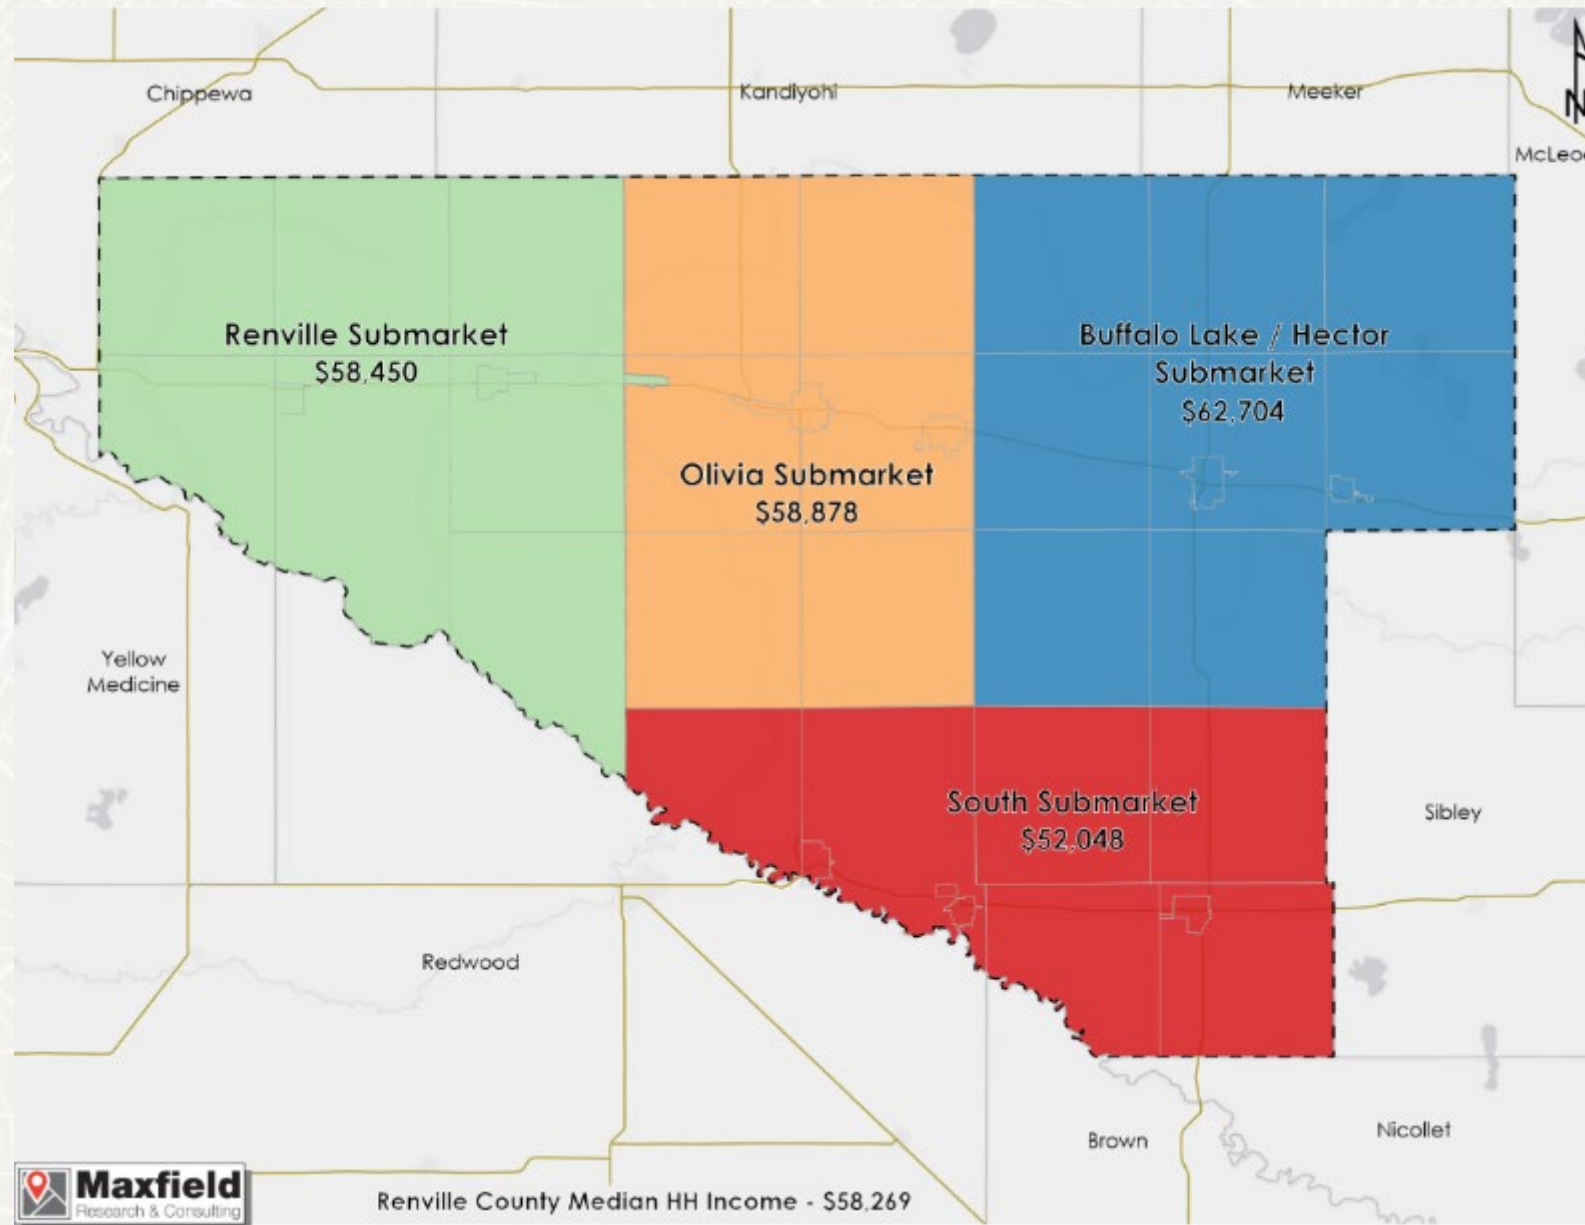 Chippewa
Kandiyohi
Meeker
N
Renville Submarket
$58,450
Buffalo Lake / Hector
Submarket
$62,704
Olivia Submarket
$58,878
Yellow
Medicine
South Submarket
$52,048
Sibley
Redwood
Brown
Nicollet
Maxfield
Research & Consulting
Renville County Median HH Income - $58,269